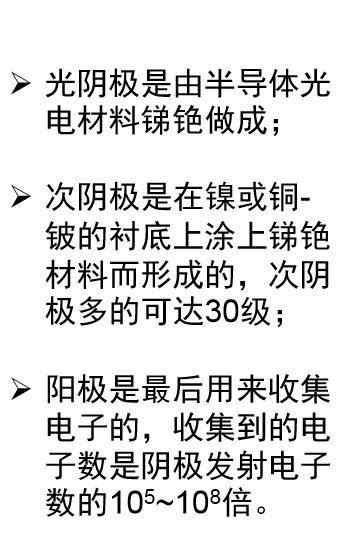 ➢ 光阴极是由半导体光
电材料锑铯做成；
➢ 次阴极是在镍或铜-
铍的衬底上涂上锑铯
材料而形成的，次阴
极多的可达30级；
➢ 阳极是最后用来收集
电子的，收集到的电
子数是阴极发射电子
数的10⁵~10⁸倍。